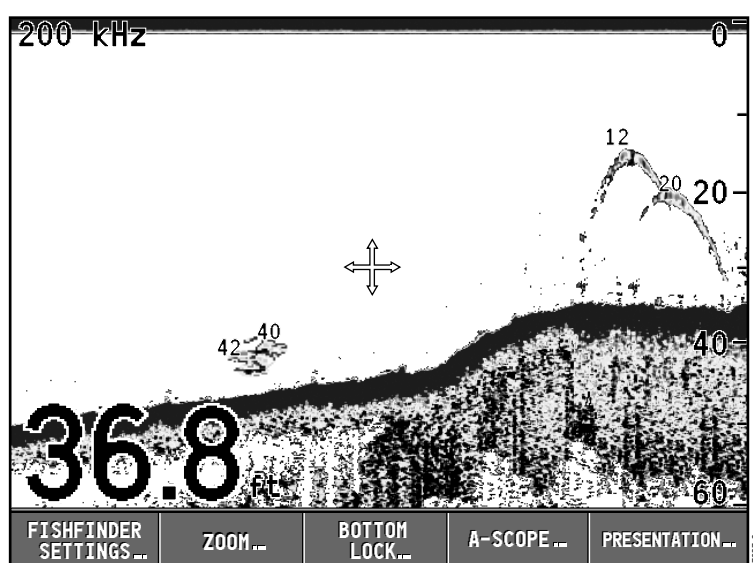 200 kHz
0
12
20
20
42
40
40
36.8 ft
60
FISHFINDER
SETTINGS...
ZOOM...
BOTTOM
LOCK...
A-SCOPE...
PRESENTATION...